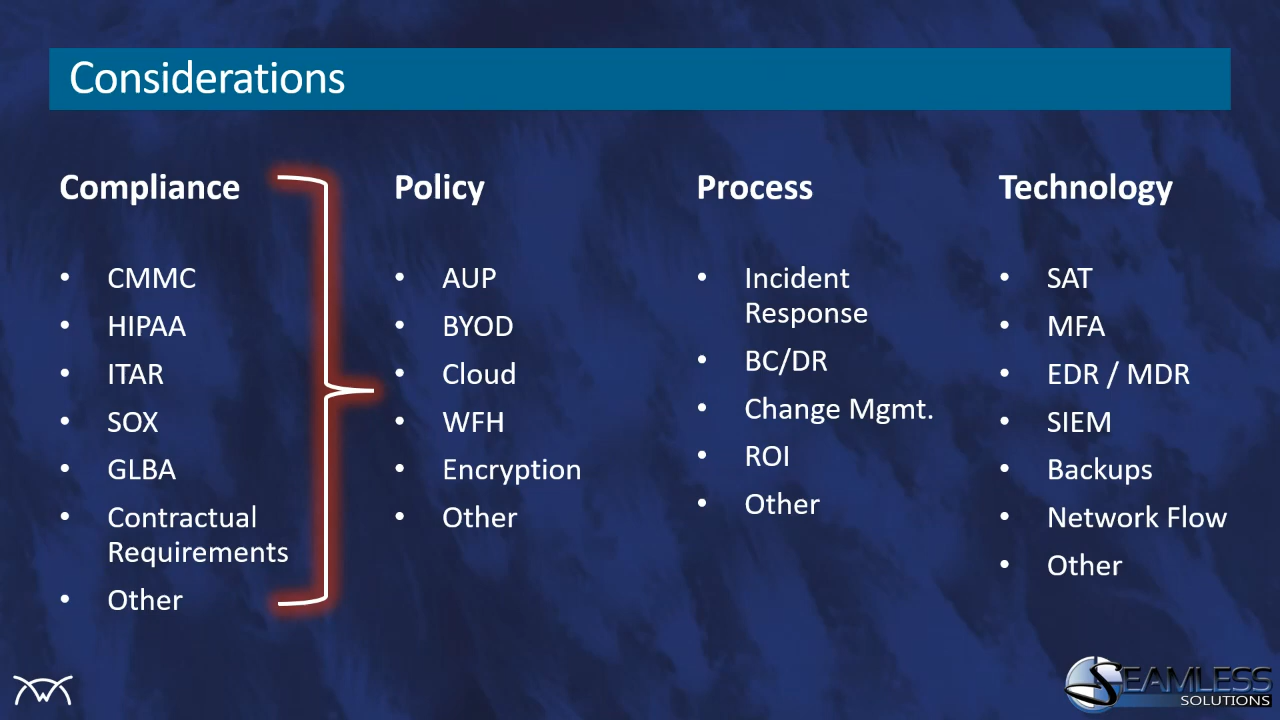 Considerations
Compliance
• CMMC
• HIPAA
• ITAR
• SOX
• GLBA
• Contractual
Requirements
• Other
Policy
• AUP
• BYOD
• Cloud
• WFH
• Encryption
• Other
Process
• Incident
Response
• BC/DR
• Change Mgmt.
• ROI
• Other
Technology
• SAT
• MFA
• EDR / MDR
• SIEM
• Backups
• Network Flow
• Other
SEAMLESS
SOLUTIONS